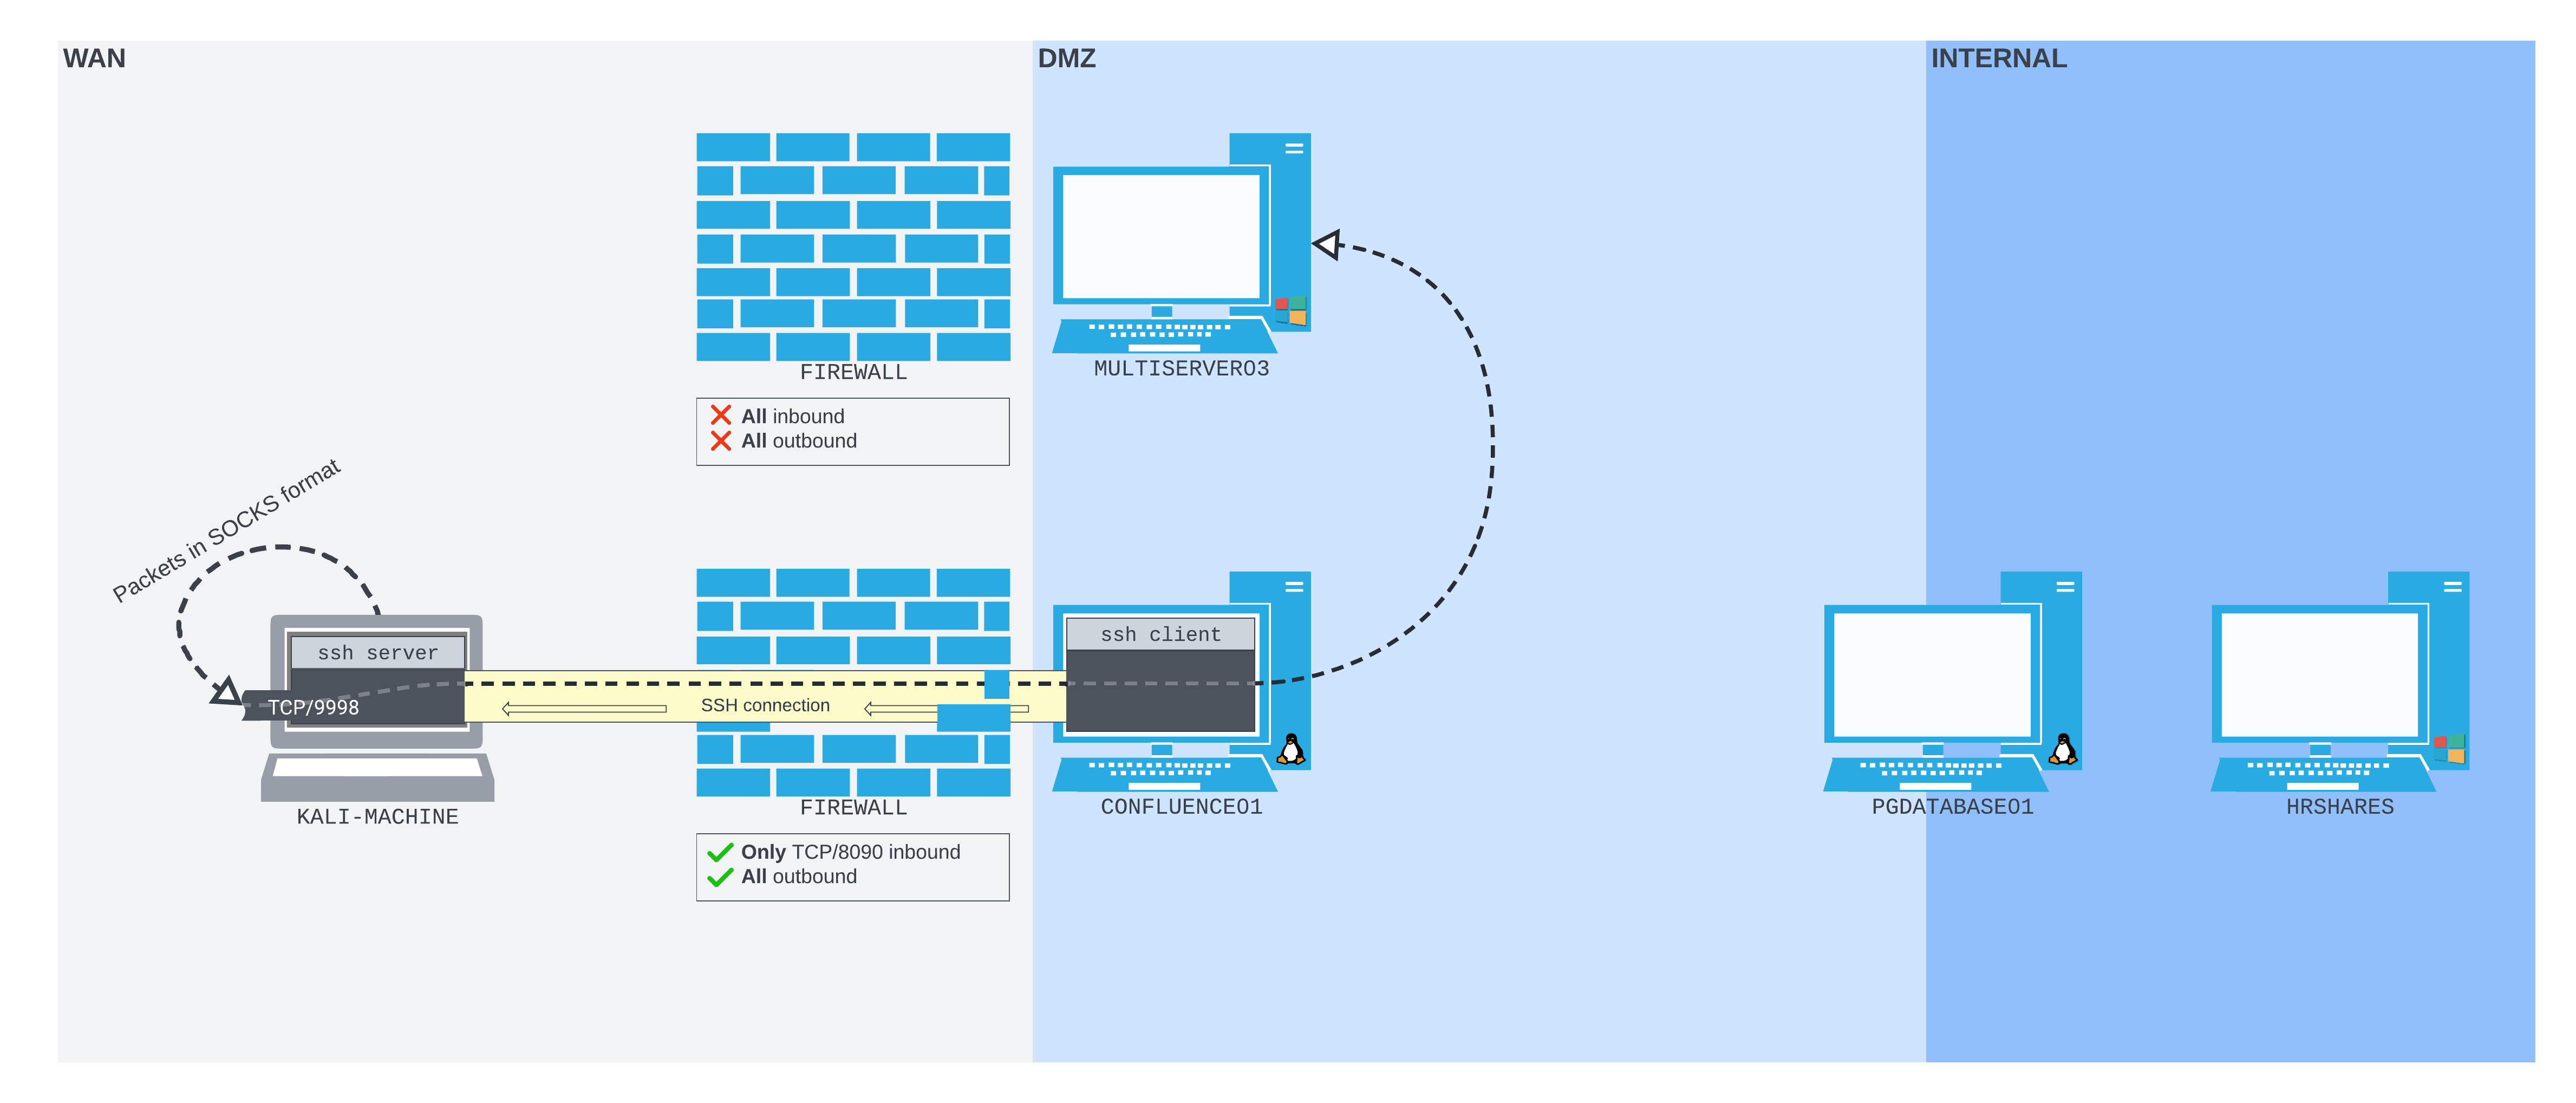 WAN
DMZ
INTERNAL
FIREWALL
MULTISERVER03
All inbound
All outbound
Packets in SOCKS format
ssh server
ssh client
TCP/9998
SSH connection
KALI-MACHINE
FIREWALL
CONFLUENCE01
PGDATABASE01
HRSHARES
Only TCP/8090 inbound
All outbound